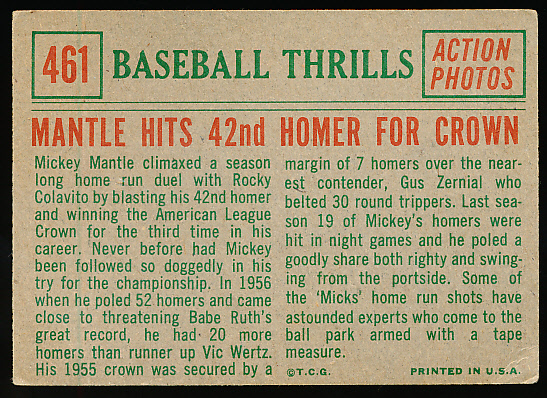 461
BASEBALL THRILLS
ACTION
PHOTOS
MANTLE HITS 42nd HOMER FOR CROWN
Mickey Mantle climaxed a season
long home run duel with Rocky
Colavito by blasting his 42nd homer
and winning the American League
Crown for the third time in his
career. Never before had Mickey
been followed so doggedly in his
try for the championship. In 1956
when he poled 52 homers and came
close to threatening Babe Ruth's
great record, he had 20 more
homers than runner up Vic Wertz.
His 1955 crown was secured by a
margin of 7 homers over the near-
est contender, Gus Zernial who
belted 30 round trippers. Last sea-
son 19 of Mickey's homers were
hit in night games and he poled a
goodly share both righty and swing-
ing from the portside. Some of
the 'Micks' home run shots have
astounded experts who come to the
ball park armed with a tape
measure.
©T.C.G.
PRINTED IN U.S.A.